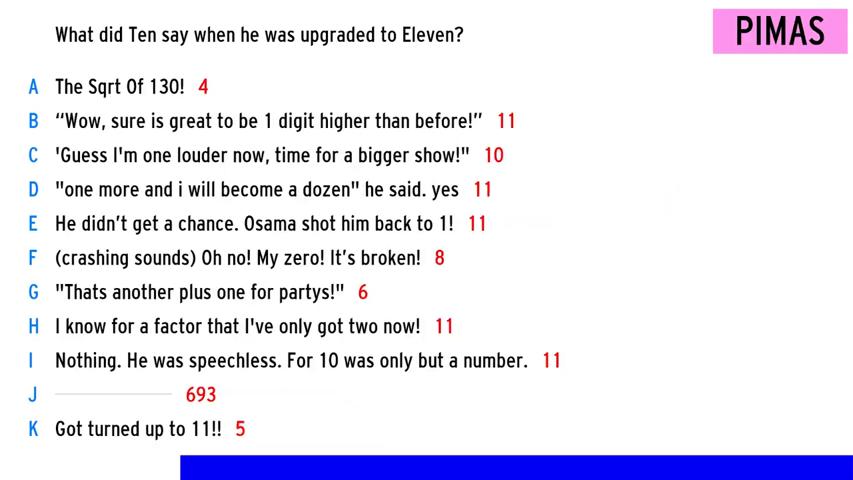 What did Ten say when he was upgraded to Eleven?
PIMAS
A The Sqrt Of 130! 4
B “Wow, sure is great to be 1 digit higher than before!” 11
C 'Guess I'm one louder now, time for a bigger show!" 10
D "one more and i will become a dozen" he said. yes 11
E He didn’t get a chance. Osama shot him back to 1! 11
F (crashing sounds) Oh no! My zero! It’s broken! 8
G "Thats another plus one for partys!" 6
H I know for a factor that I've only got two now! 11
I Nothing. He was speechless. For 10 was only but a number. 11
J 693
K Got turned up to 11!! 5